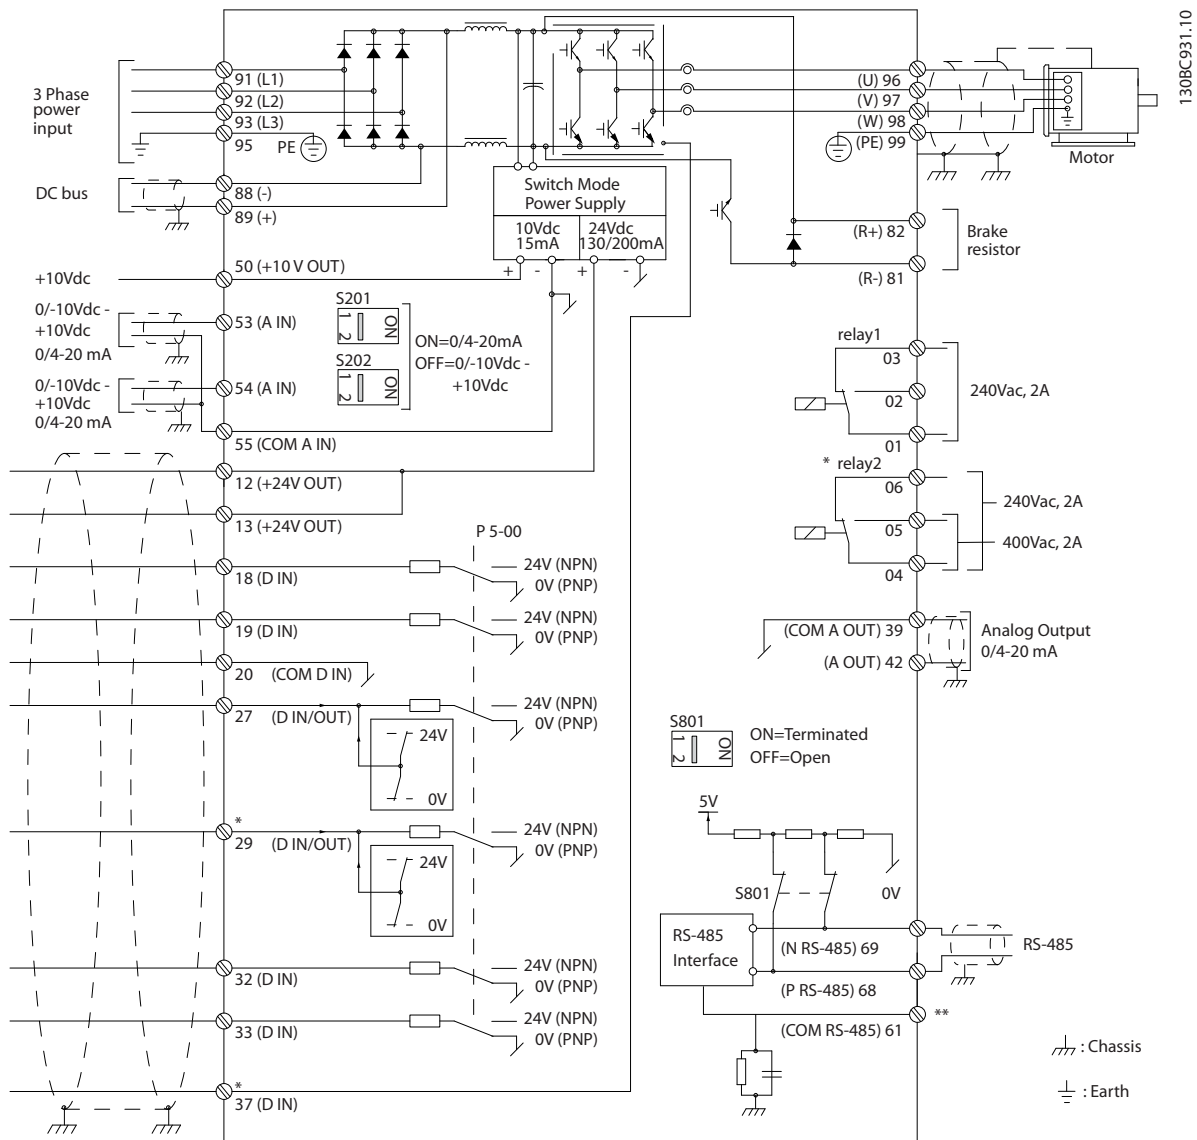 130BC931.10
3 Phase
power
input
91 (L1)
92 (L2)
93 (L3)
95
PE
DC bus
88 (-)
89 (+)
Switch Mode
Power Supply
10Vdc
15mA
24Vdc
130/200mA
+ - + -
(U) 96
(V) 97
(W) 98
(PE) 99
Motor
(R+) 82
(R-) 81
Brake
resistor
+10Vdc
50 (+10 V OUT)
0/-10Vdc -
+10Vdc
0/4-20 mA
53 (A IN)
0/-10Vdc -
+10Vdc
0/4-20 mA
54 (A IN)
55 (COM A IN)
S201
1
2
ON
S202
1
2
ON
ON=0/4-20mA
OFF=0/-10Vdc -
+10Vdc
relay1
03
02
01
240Vac, 2A
* relay2
06
05
04
240Vac, 2A
400Vac, 2A
12 (+24V OUT)
13 (+24V OUT)
P 5-00
18 (D IN)
24V (NPN)
0V (PNP)
19 (D IN)
24V (NPN)
0V (PNP)
20 (COM D IN)
27 (D IN/OUT)
24V (NPN)
0V (PNP)
24V
0V
*
29 (D IN/OUT)
24V (NPN)
0V (PNP)
24V
0V
32 (D IN)
24V (NPN)
0V (PNP)
33 (D IN)
24V (NPN)
0V (PNP)
*
37 (D IN)
(COM A OUT) 39
(A OUT) 42
Analog Output
0/4-20 mA
S801
1
2
ON
ON=Terminated
OFF=Open
5V
S801
0V
RS-485
Interface
(N RS-485) 69
(P RS-485) 68
(COM RS-485) 61
RS-485
**
: Chassis
: Earth